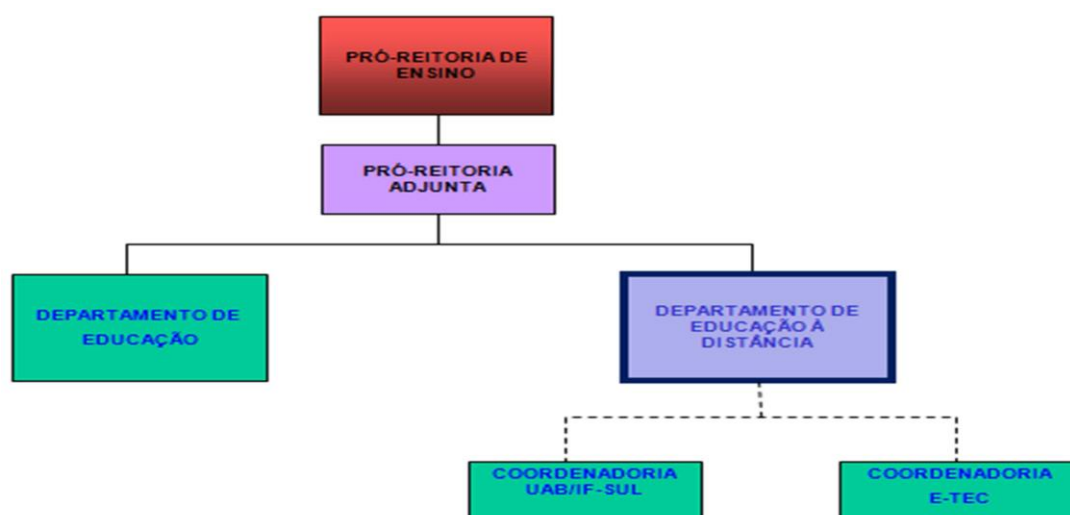 PRÓ-REITORIA DE
ENSINO
PRÓ-REITORIA
ADJUNTA
DEPARTAMENTO DE
EDUCAÇÃO
DEPARTAMENTO DE
EDUCAÇÃO À
DISTÂNCIA
COORDENADORIA
UAB/IF-SUL
COORDENADORIA
E-TEC